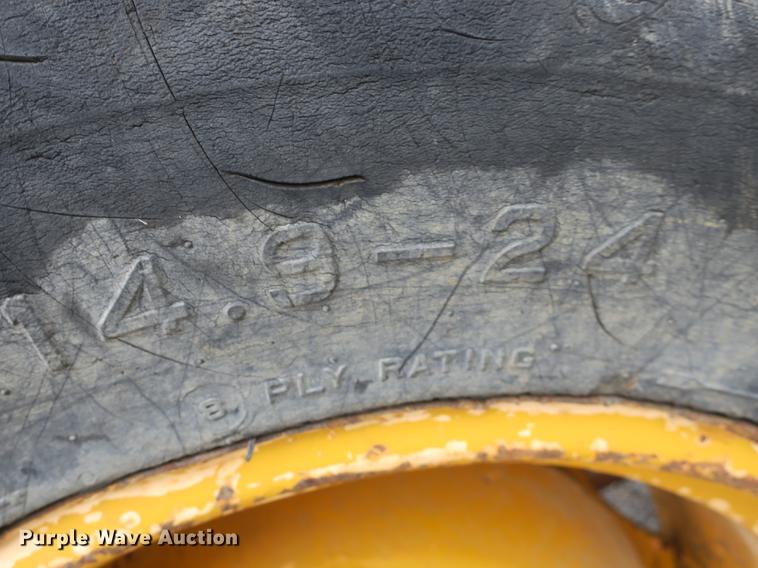 14.9-24
8 PLY RATING
Purple Wave Auction